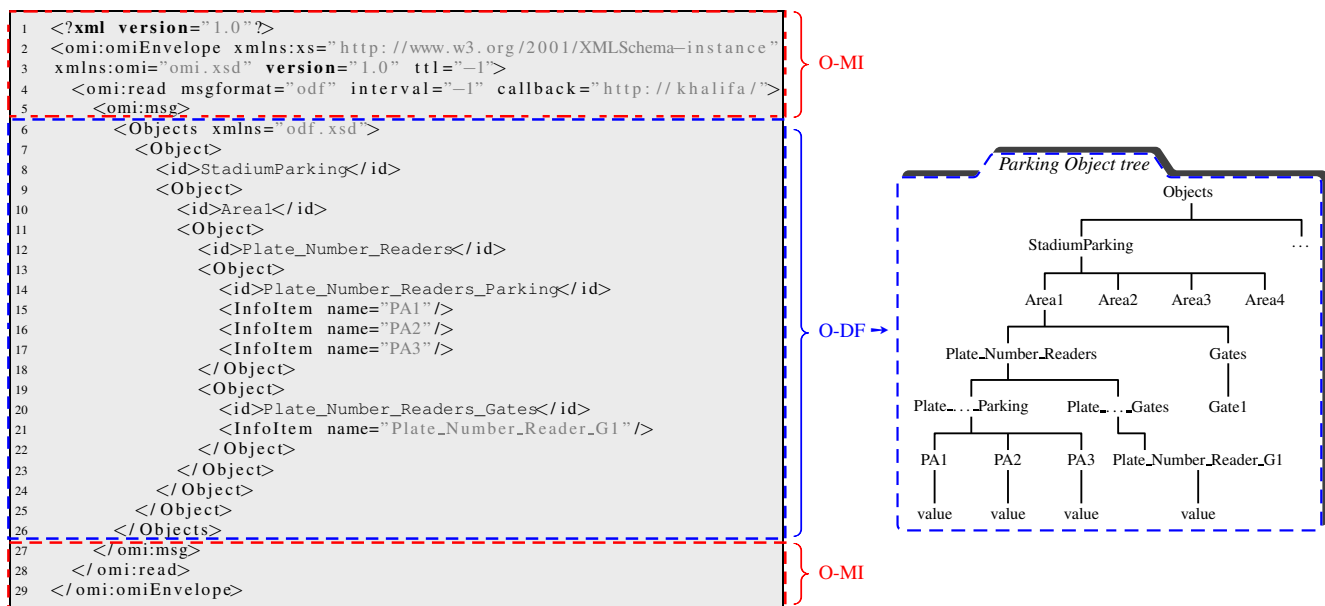 1 <?xml version="1.0"?>
2 <omi:omiEnvelope xmlns:xs="http://www.w3.org/2001/XMLSchema-instance"
3 xmlns:omi="omi.xsd" version="1.0" ttl="-1">
4 <omi:read msgformat="odf" interval="-1" callback="http://khalifa/">
5 <omi:msg>
O-MI
6 <Objects xmlns="odf.xsd">
7 <Object>
8 <id>StadiumParking</id>
9 <Object>
10 <id>Area1</id>
11 <Object>
12 <id>Plate_Number_Readers</id>
13 <Object>
14 <id>Plate_Number_Readers_Parking</id>
15 <InfoItem name="PA1"/>
16 <InfoItem name="PA2"/>
17 <InfoItem name="PA3"/>
18 </Object>
19 <Object>
20 <id>Plate_Number_Readers_Gates</id>
21 <InfoItem name="Plate_Number_Reader_G1"/>
22 </Object>
23 </Object>
24 </Object>
25 </Object>
26 </Objects>
O-DF
27 </omi:msg>
28 </omi:read>
29 </omi:omiEnvelope>
O-MI
Parking Object tree
Objects
StadiumParking ...
Area1 Area2 Area3 Area4
Plate_Number_Readers Gates
Plate_..._Parking Plate_..._Gates Gate1
PA1 PA2 PA3 Plate_Number_Reader_G1
value value value value